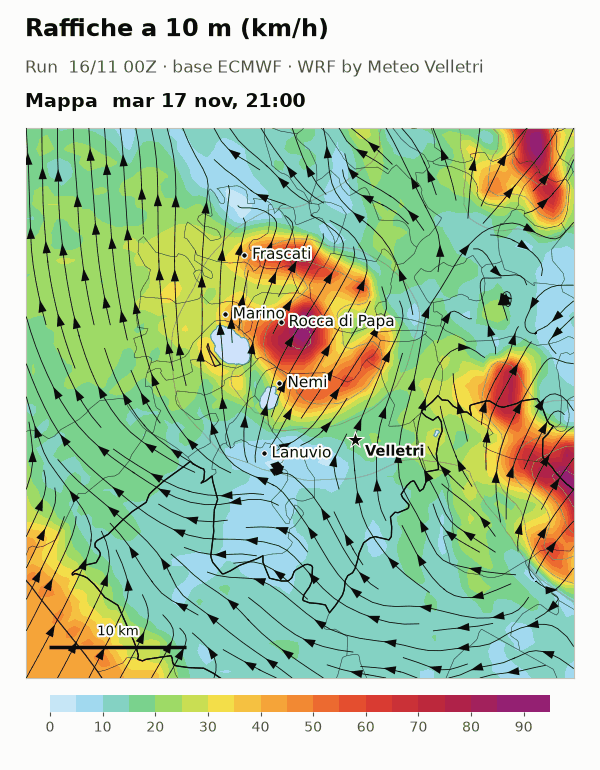 Raffiche a 10 m (km/h)
Run 16/11 00Z · base ECMWF · WRF by Meteo Velletri
Mappa mar 17 nov, 21:00
Frascati
Marino
Rocca di Papa
Nemi
Velletri
Lanuvio
10 km
0 10 20 30 40 50 60 70 80 90